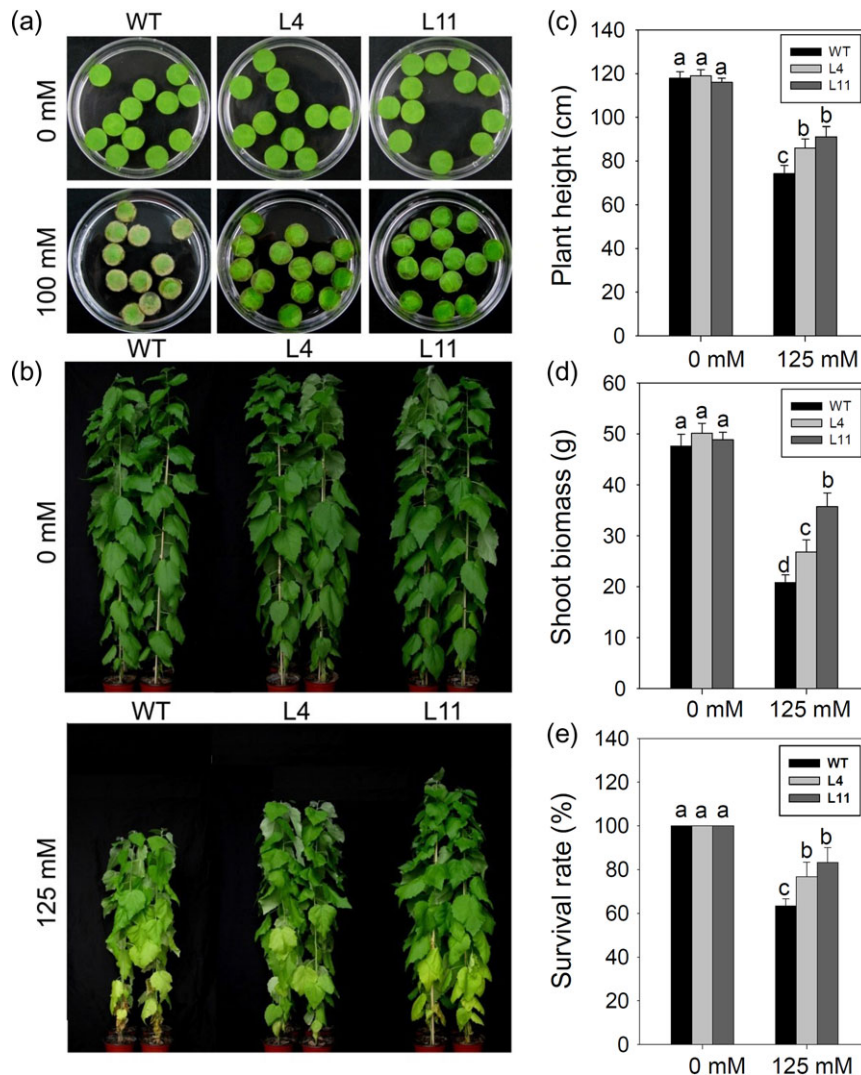 (a)
WT L4 L11
0 mM
100 mM
(b)
WT L4 L11
0 mM
WT L4 L11
125 mM
(c)
Plant height (cm)
140
120
100
80
60
40
20
0
a a a
c b b
WT
L4
L11
0 mM 125 mM
(d)
Shoot biomass (g)
60
50
40
30
20
10
0
a a a
d c b
WT
L4
L11
0 mM 125 mM
(e)
Survival rate (%)
140
120
100
80
60
40
20
0
a a a
c b b
WT
L4
L11
0 mM 125 mM